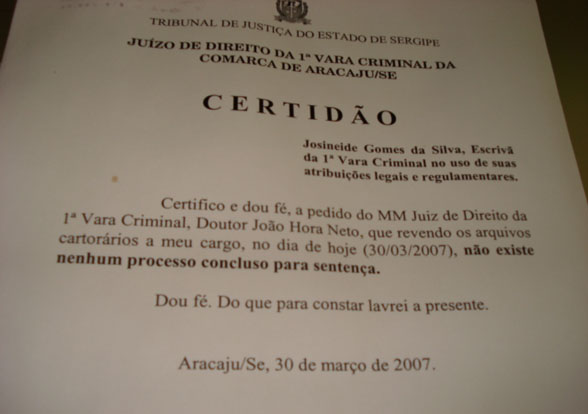 TRIBUNAL DE JUSTIÇA DO ESTADO DE SERGIPE
JUÍZO DE DIREITO DA 1ª VARA CRIMINAL DA
COMARCA DE ARACAJU/SE
CERTIDÃO
Josineide Gomes da Silva, Escrivã
da 1ª Vara Criminal no uso de suas
atribuições legais e regulamentares.
Certifico e dou fé, a pedido do MM Juiz de Direito da
1ª Vara Criminal, Doutor João Hora Neto, que revendo os arquivos
cartorários a meu cargo, no dia de hoje (30/03/2007), não existe
nenhum processo concluso para sentença.
Dou fé. Do que para constar lavrei a presente.
Aracaju/Se, 30 de março de 2007.